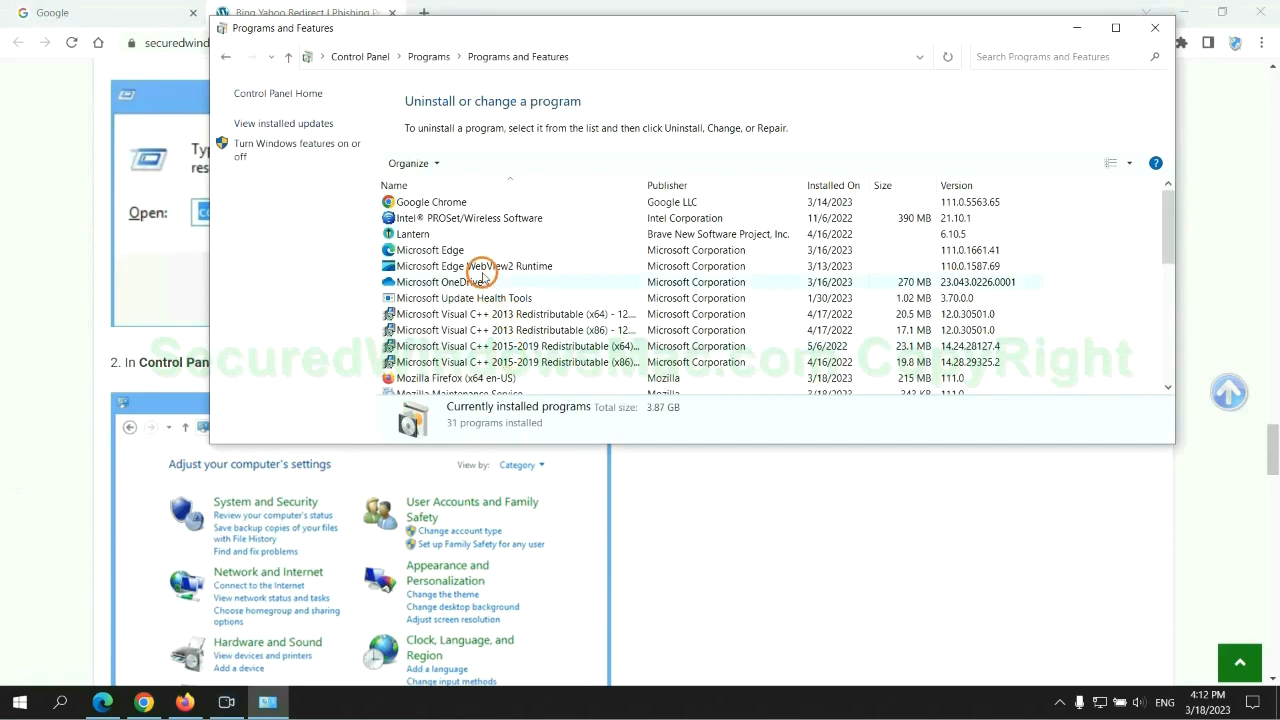 Google
Bing Yahoo Redirect | Phishing P
Programs and Features
securedwind
Control Panel > Programs > Programs and Features
Search Programs and Features
Control Panel Home
View installed updates
Turn Windows features on or
off
Uninstall or change a program
To uninstall a program, select it from the list and then click Uninstall, Change, or Repair.
Organize
Name Publisher Installed On Size Version
Google Chrome Google LLC 3/14/2023 111.0.5563.65
Intel® PROSet/Wireless Software Intel Corporation 11/6/2022 390 MB 21.10.1
Lantern Brave New Software Project, Inc. 4/16/2022 6.10.5
Microsoft Edge Microsoft Corporation 3/16/2023 111.0.1661.41
Microsoft Edge WebView2 Runtime Microsoft Corporation 3/13/2023 110.0.1587.69
Microsoft OneDrive Microsoft Corporation 3/16/2023 270 MB 23.043.0226.0001
Microsoft Update Health Tools Microsoft Corporation 1/30/2023 1.02 MB 3.70.0.0
Microsoft Visual C++ 2013 Redistributable (x64) - 12.... Microsoft Corporation 4/17/2022 20.5 MB 12.0.30501.0
Microsoft Visual C++ 2013 Redistributable (x86) - 12.... Microsoft Corporation 4/17/2022 17.1 MB 12.0.30501.0
Microsoft Visual C++ 2015-2019 Redistributable (x64)... Microsoft Corporation 5/6/2022 23.1 MB 14.24.28127.4
Microsoft Visual C++ 2015-2019 Redistributable (x86)... Microsoft Corporation 4/16/2022 19.8 MB 14.28.29325.2
Mozilla Firefox (x64 en-US) Mozilla 3/18/2023 215 MB 111.0
Mozilla Maintenance Service Mozilla 3/18/2023 343 KB 111.0
Currently installed programs Total size: 3.87 GB
31 programs installed
Ty
res
Open: co
2. In Control Pan
Adjust your computer's settings
View by: Category
System and Security
Review your computer's status
Save backup copies of your files
with File History
Find and fix problems
Network and Internet
Connect to the Internet
View network status and tasks
Choose homegroup and sharing
options
Hardware and Sound
View devices and printers
Add a device
User Accounts and Family
Safety
Change account type
Set up Family Safety for any user
Appearance and
Personalization
Change the theme
Change desktop background
Adjust screen resolution
Clock, Language, and
Region
Add a language
Change input methods
ENG
4:12 PM
3/18/2023